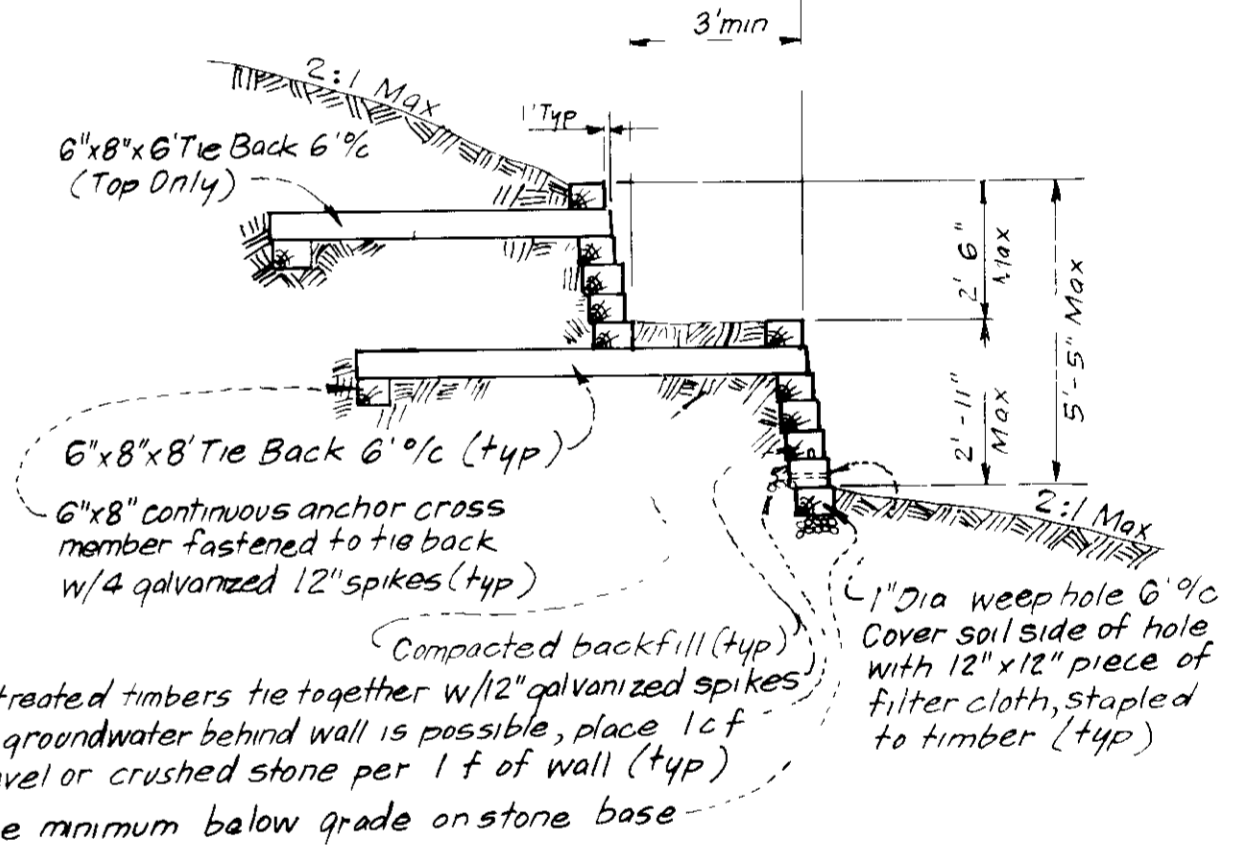 3' min
2:1 Max
1' Typ
6"x8"x6' Tie Back 6' o/c
(Top Only)
2' 6"
Max
5'-5" Max
2'-11"
Max
6"x8"x8' Tie Back 6' o/c (typ)
2:1 Max
6"x8" continuous anchor cross
member fastened to tie back
w/4 galvanized 12" spikes (typ)
1" Dia weep hole 6' o/c
Cover soil side of hole
with 12"x12" piece of
filter cloth, stapled
to timber (typ)
Compacted backfill (typ)
treated timbers tie together w/12" galvanized spikes
groundwater behind wall is possible, place 1 c f
vel or crushed stone per 1 f of wall (typ)
e minimum below grade on stone base